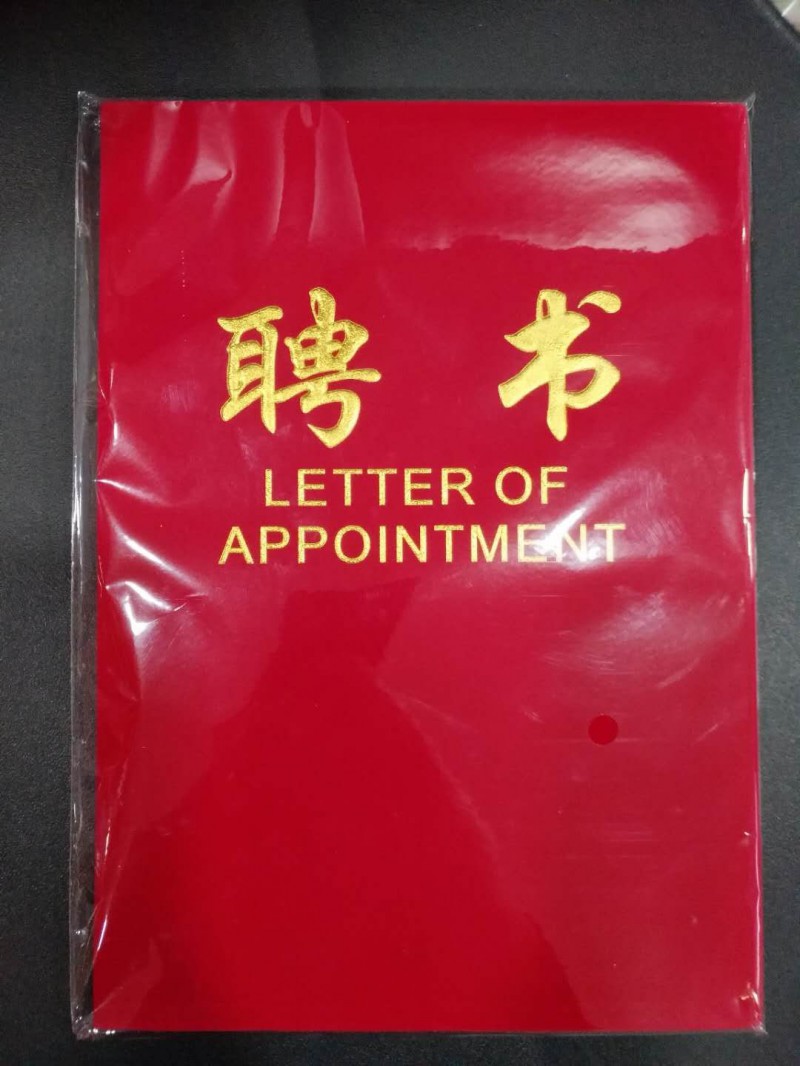 聘书
LETTER OF
APPOINTMENT